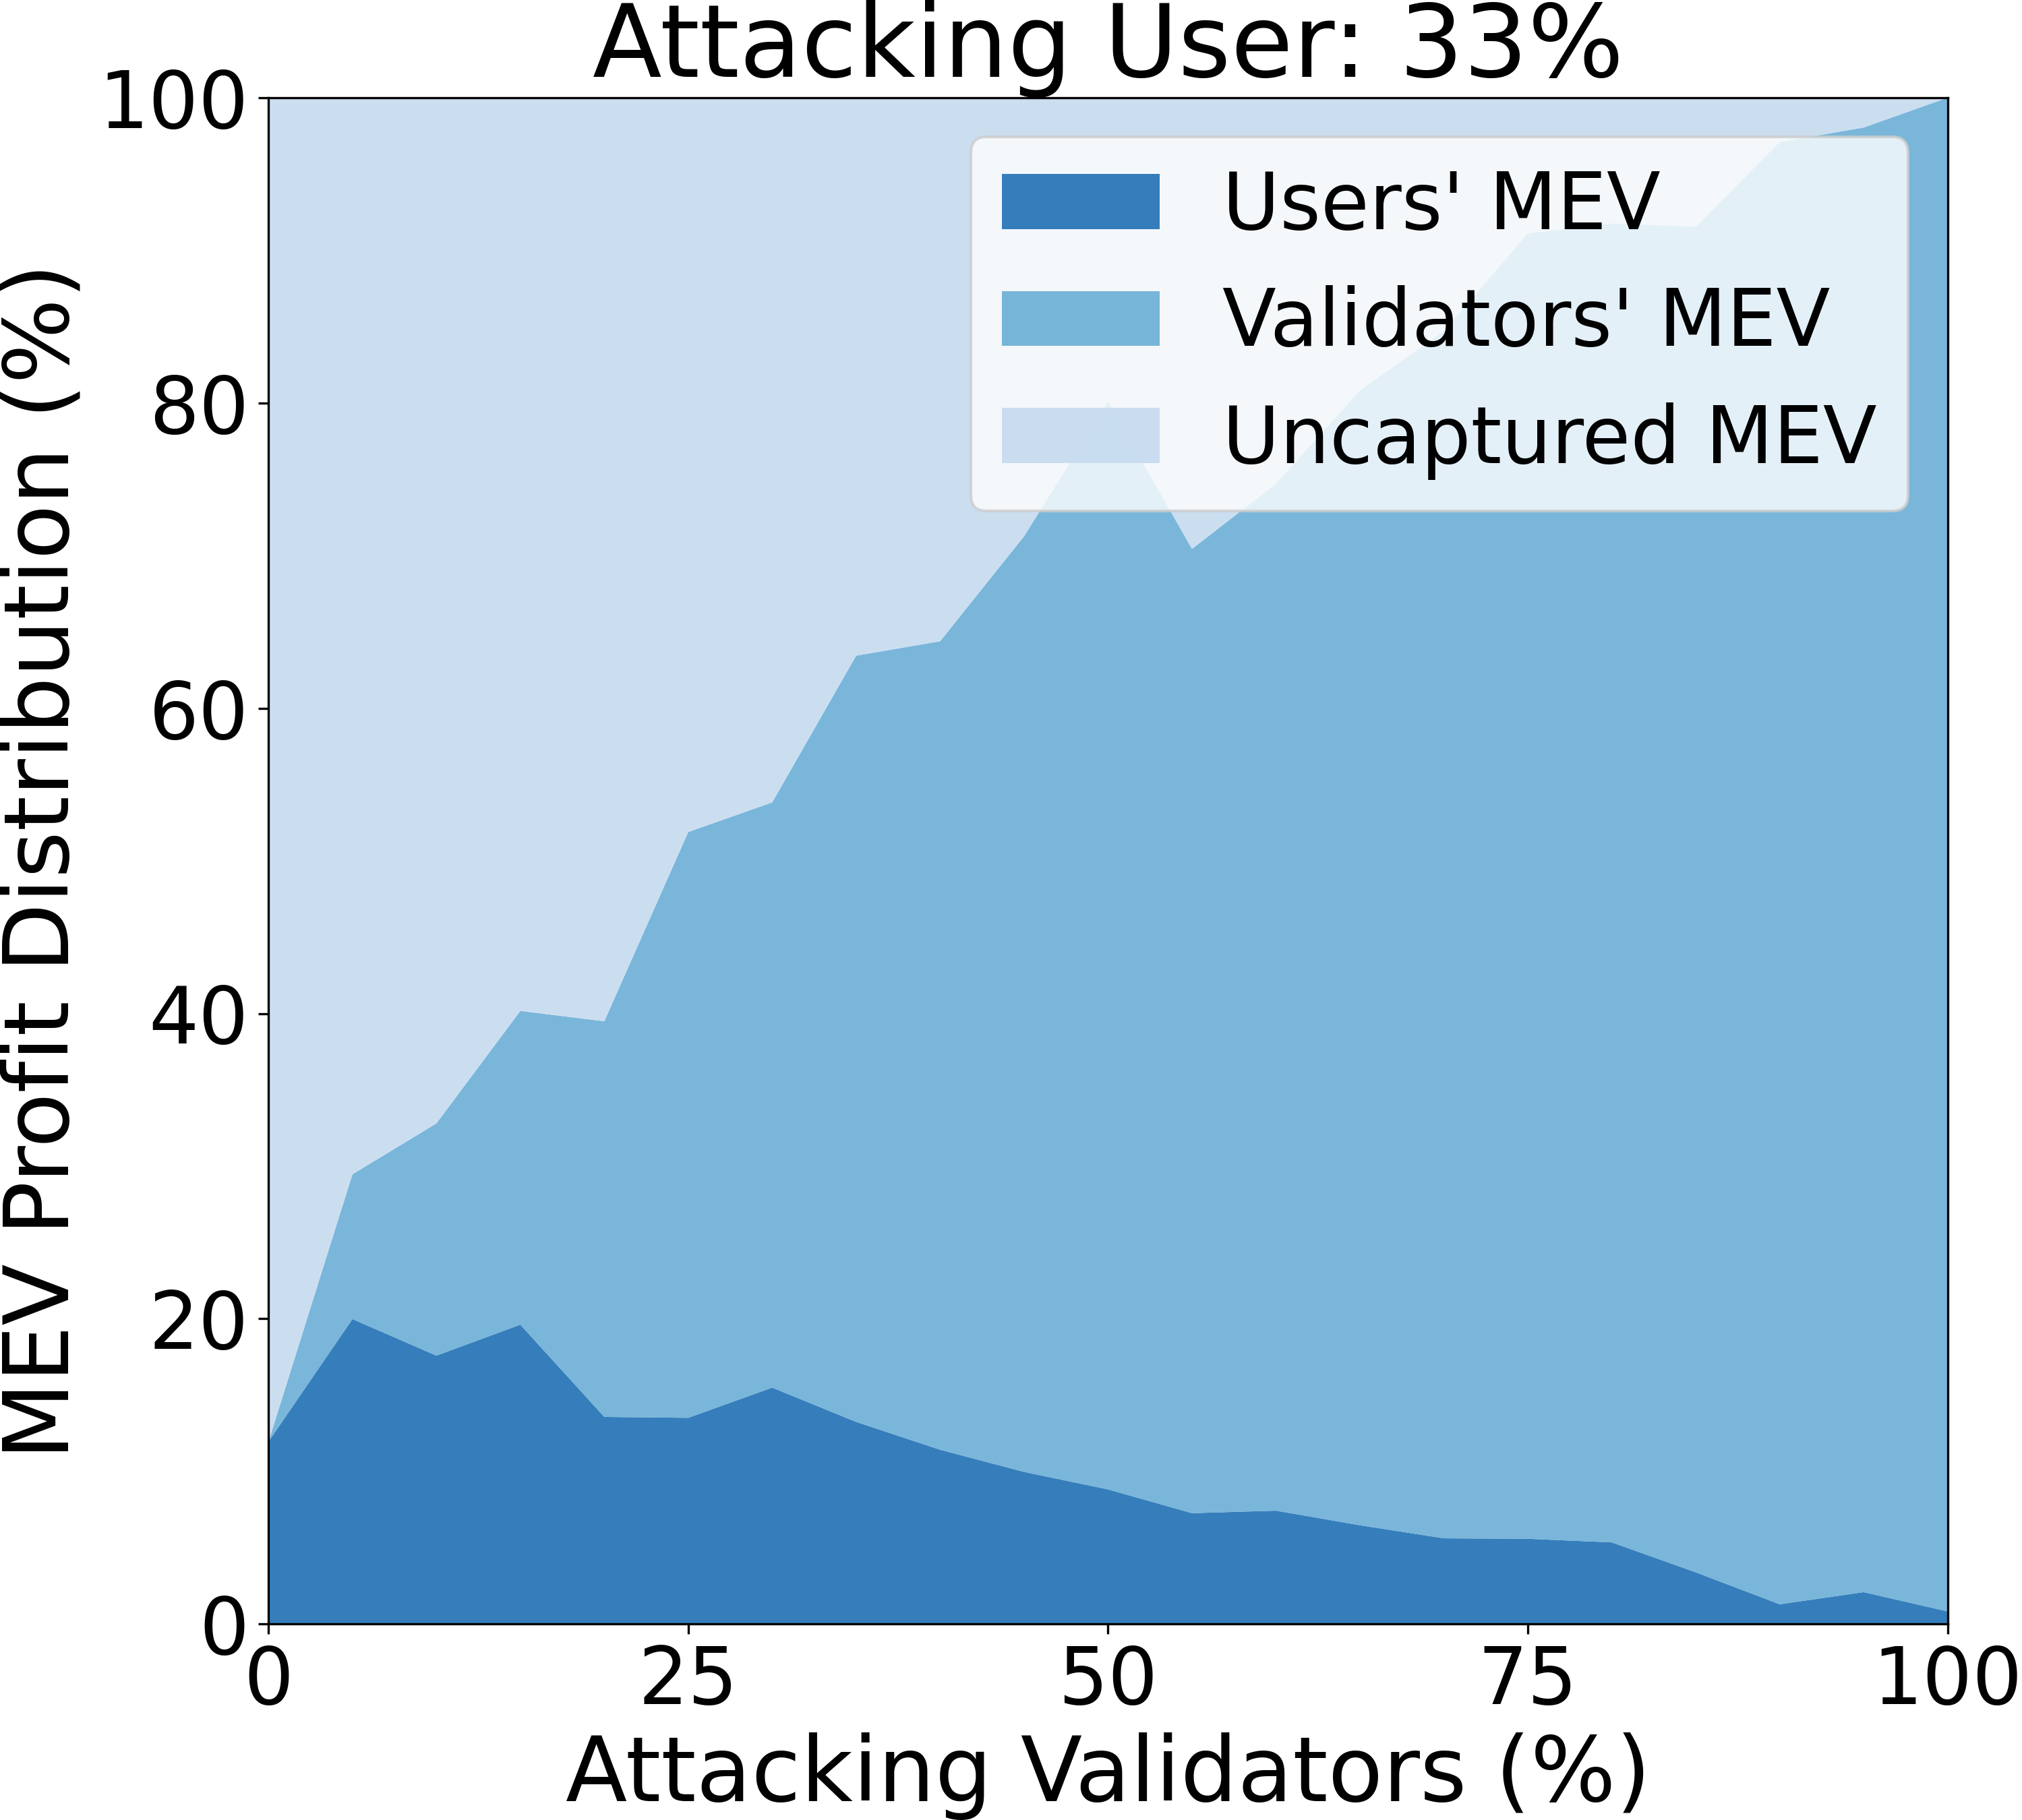 Attacking User: 33%
MEV Profit Distribution (%)
100
80
60
40
20
0
Users' MEV
Validators' MEV
Uncaptured MEV
0 25 50 75 100
Attacking Validators (%)